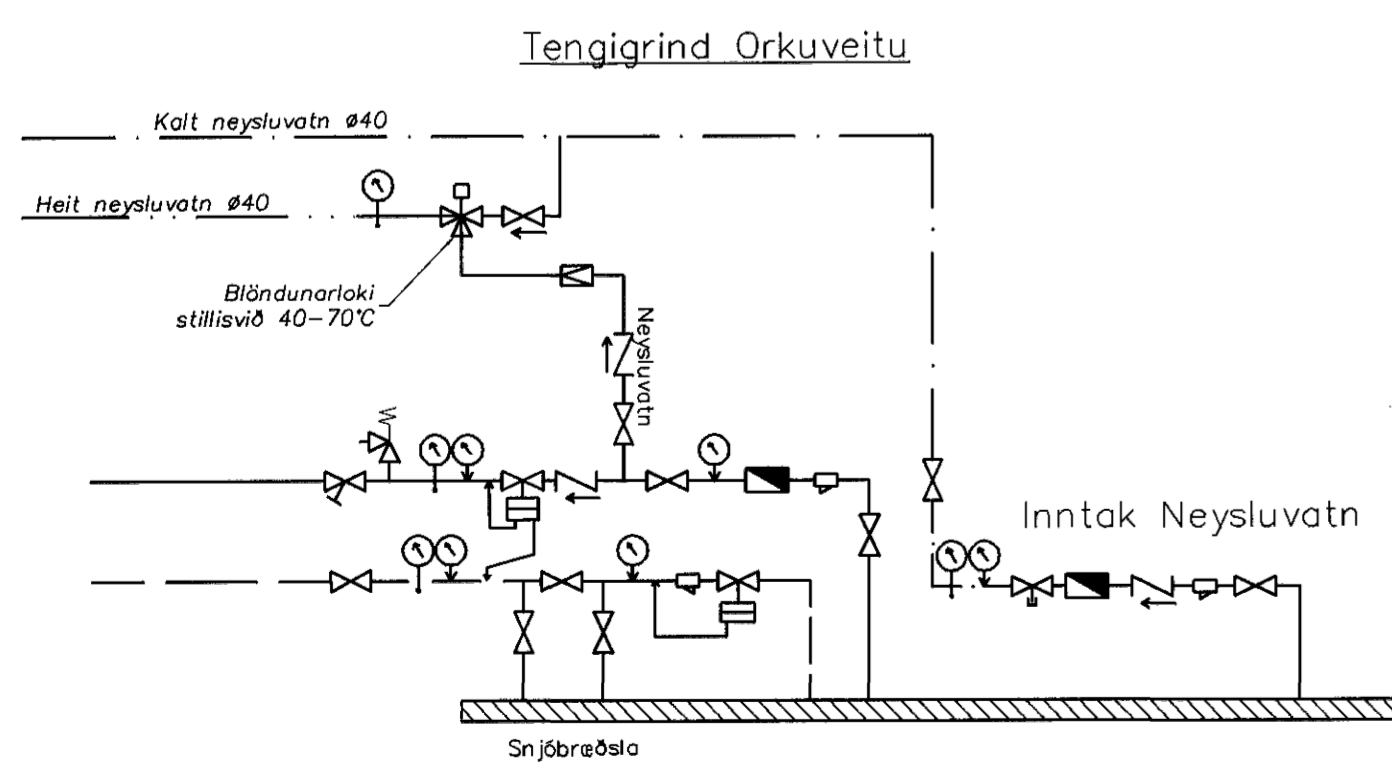 Tengigrind Orkuveitu
Kalt neysluvatn ø40
Heit neysluvatn ø40
Blöndunarloki
stillisvið 40-70°C
Neysluvatn
Inntak Neysluvatn
Snjóbræðsla